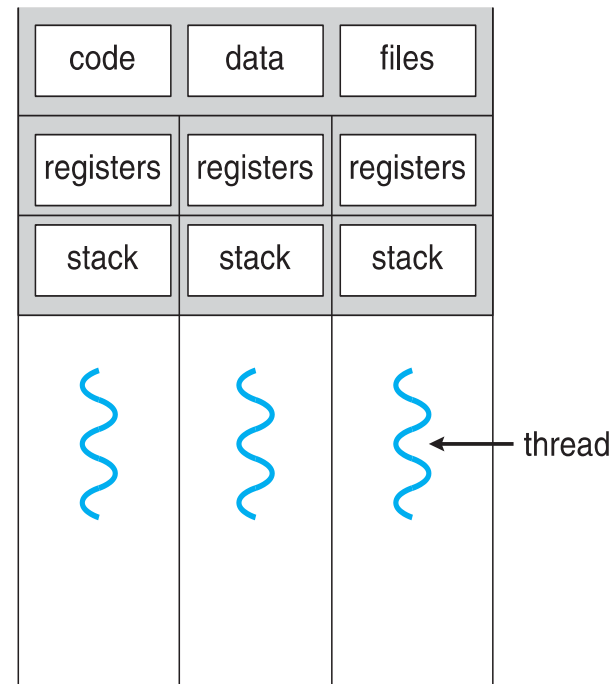 code data files
registers registers registers
stack stack stack
thread